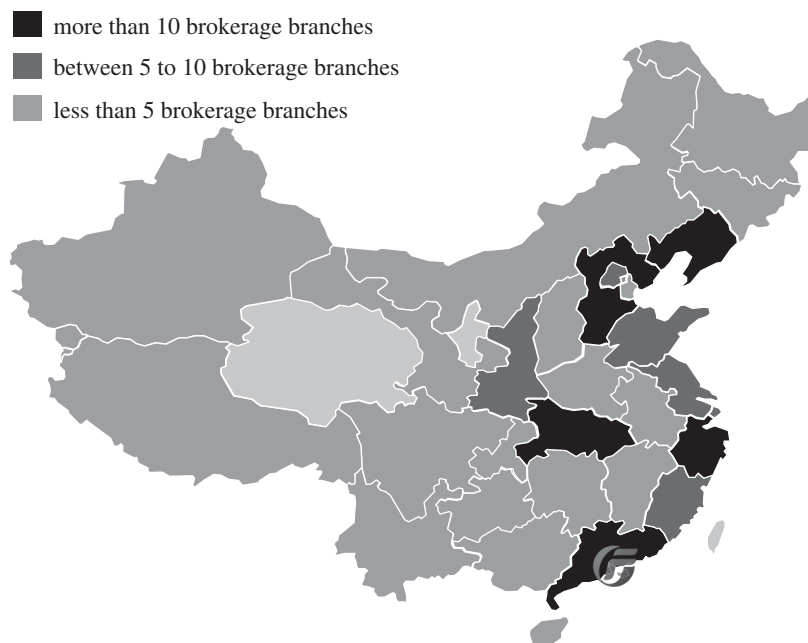 more than 10 brokerage branches
between 5 to 10 brokerage branches
less than 5 brokerage branches